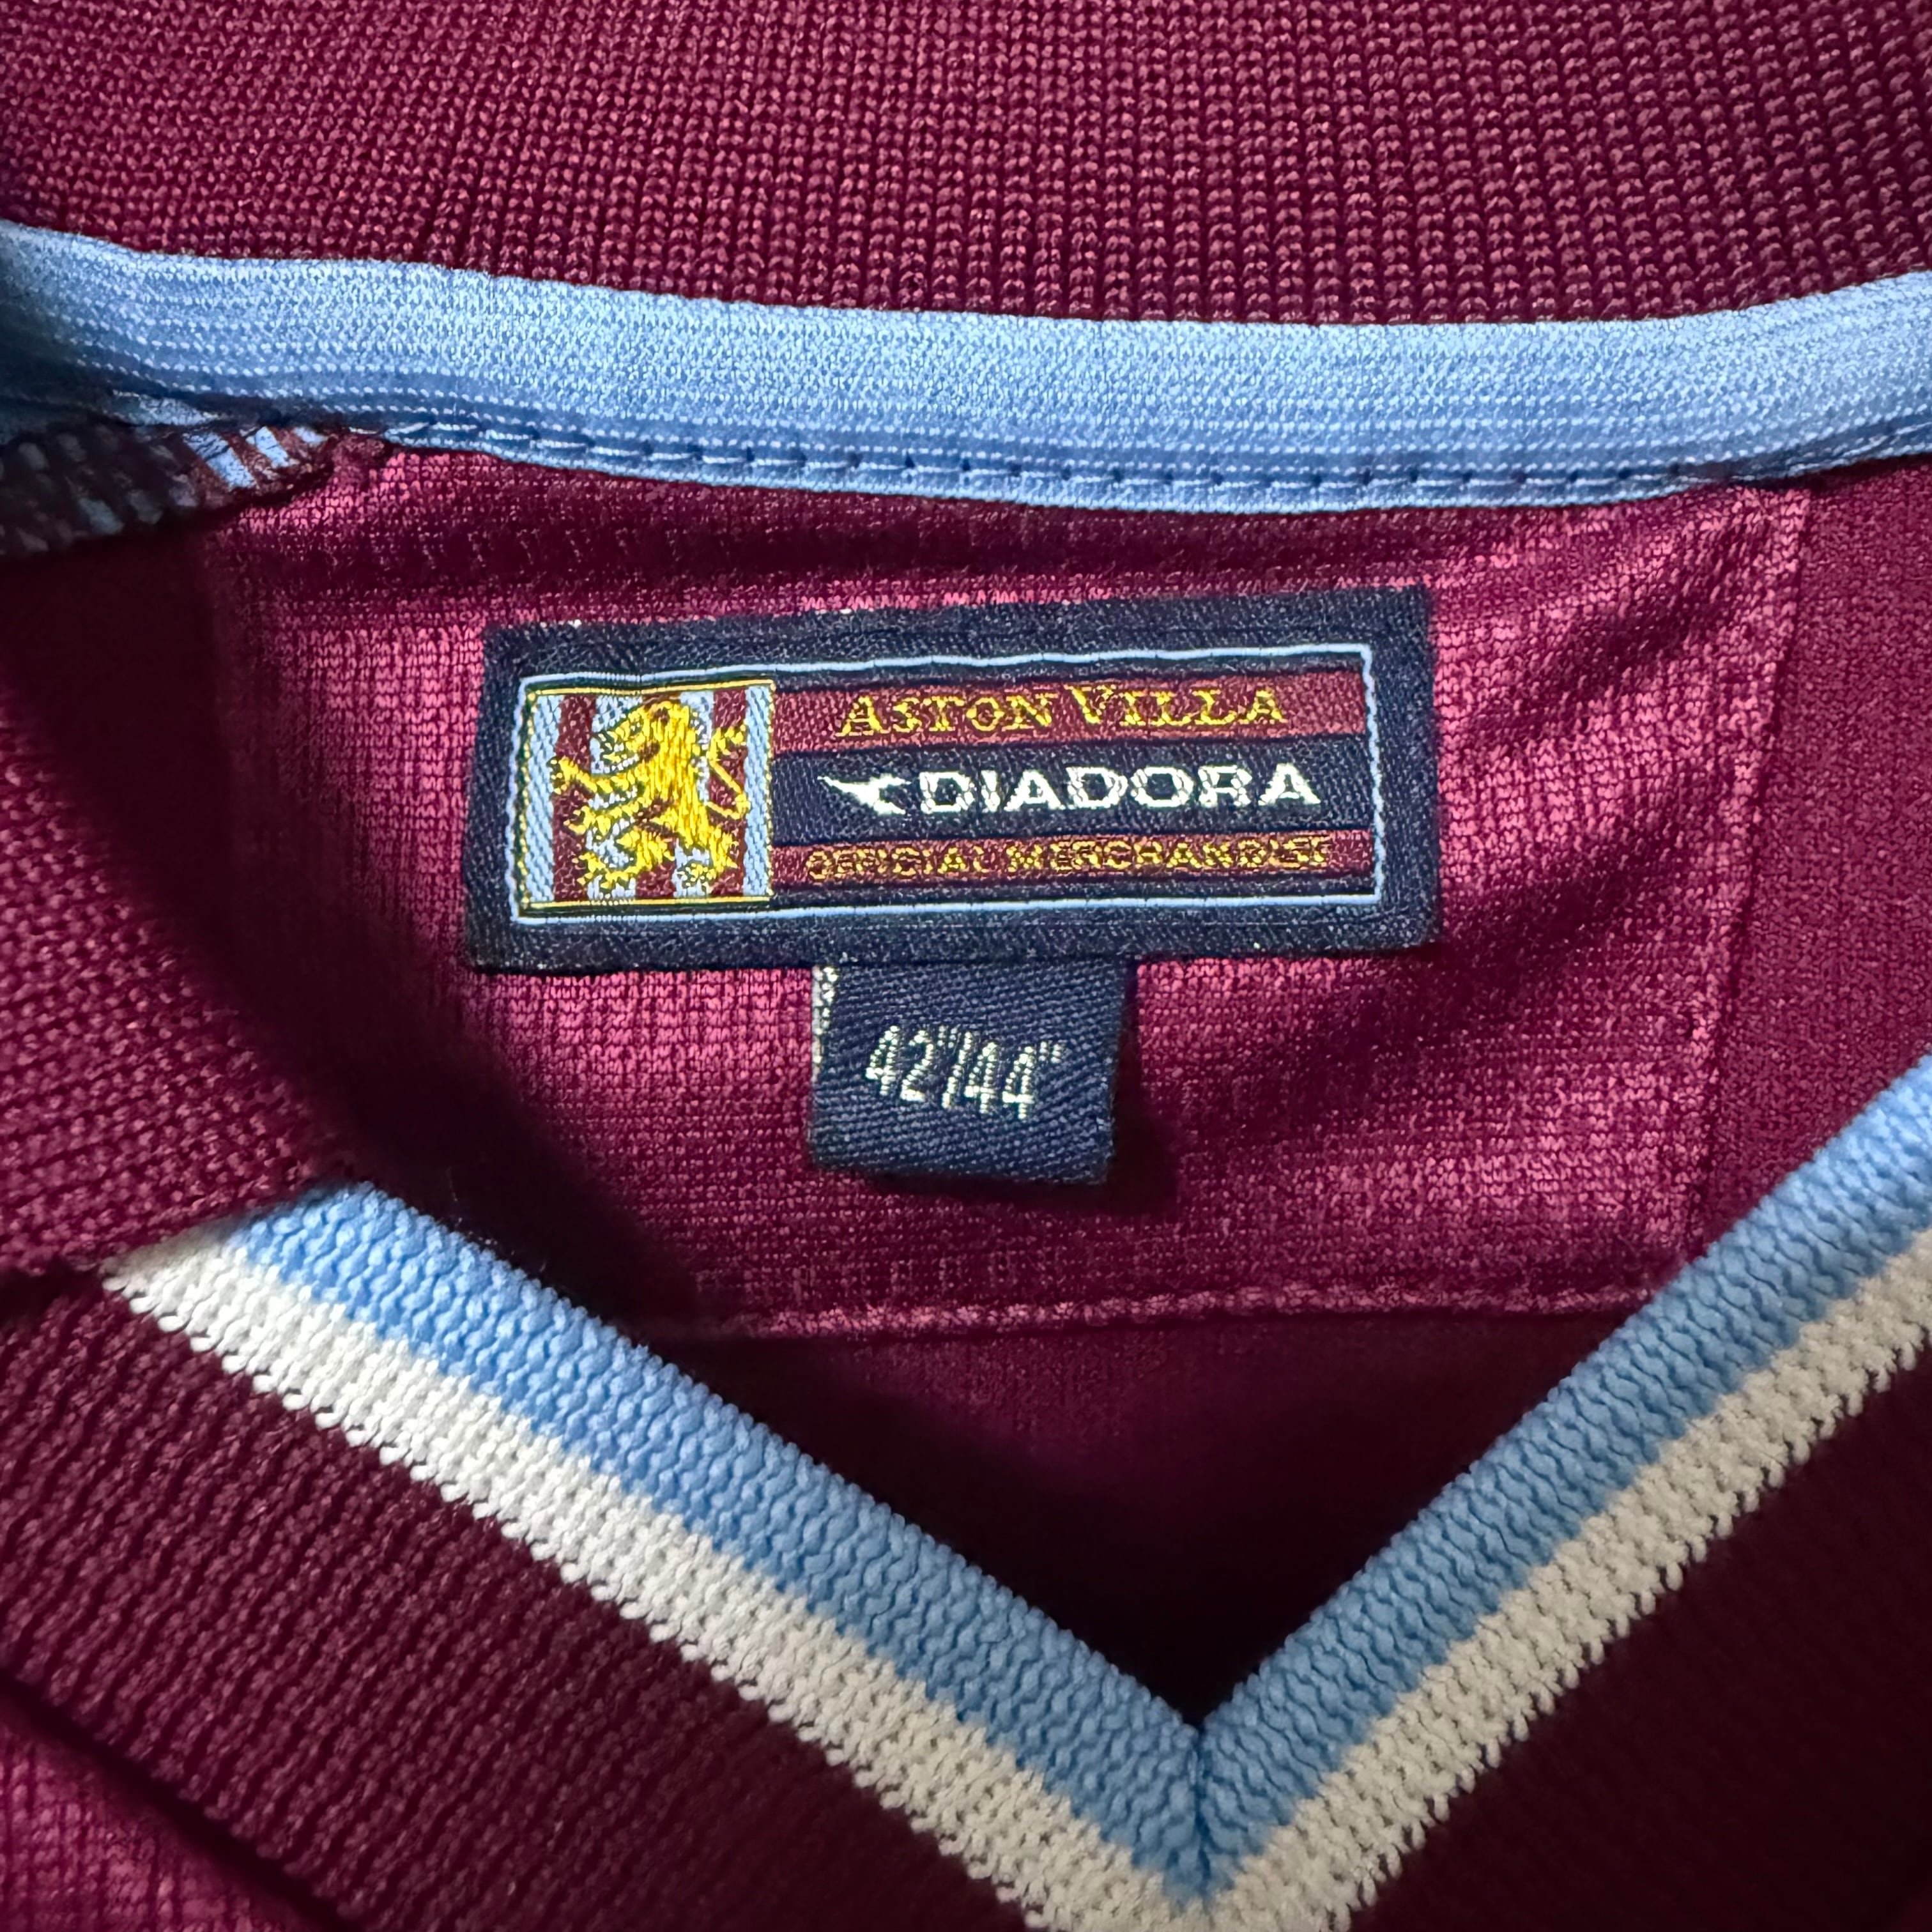 ASTON VILLA
DIADORA
OFFICIAL MERCHANDISE
42"/44"